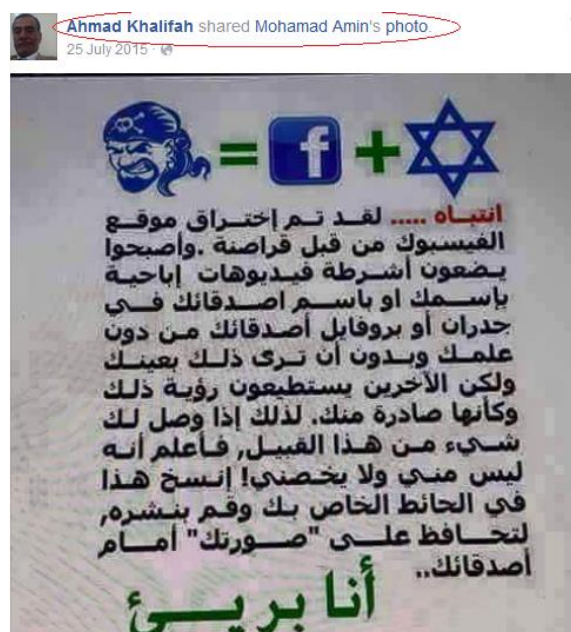 Ahmad Khalifah shared Mohamad Amin's photo.
25 July 2015
= f +
انتباه ..... لقد تم إختراق موقع
الفيسبوك من قبل قراصنة .وأصبحوا
يضعون أشرطة فيديوهات إباحية
بإسمك او باسم اصدقائك في
جدران أو بروفايل أصدقائك من دون
علمك وبدون أن ترى ذلك بعينك
ولكن الآخرين يستطيعون رؤية ذلك
وكأنها صادرة منك. لذلك إذا وصل لك
شيء من هذا القبيل, فأعلم أنه
ليس مني ولا يخصني! إنسخ هذا
في الحائط الخاص بك وقم بنشره,
لتحافظ على "صورتك" أمام
أصدقائك..
أنا بريئ